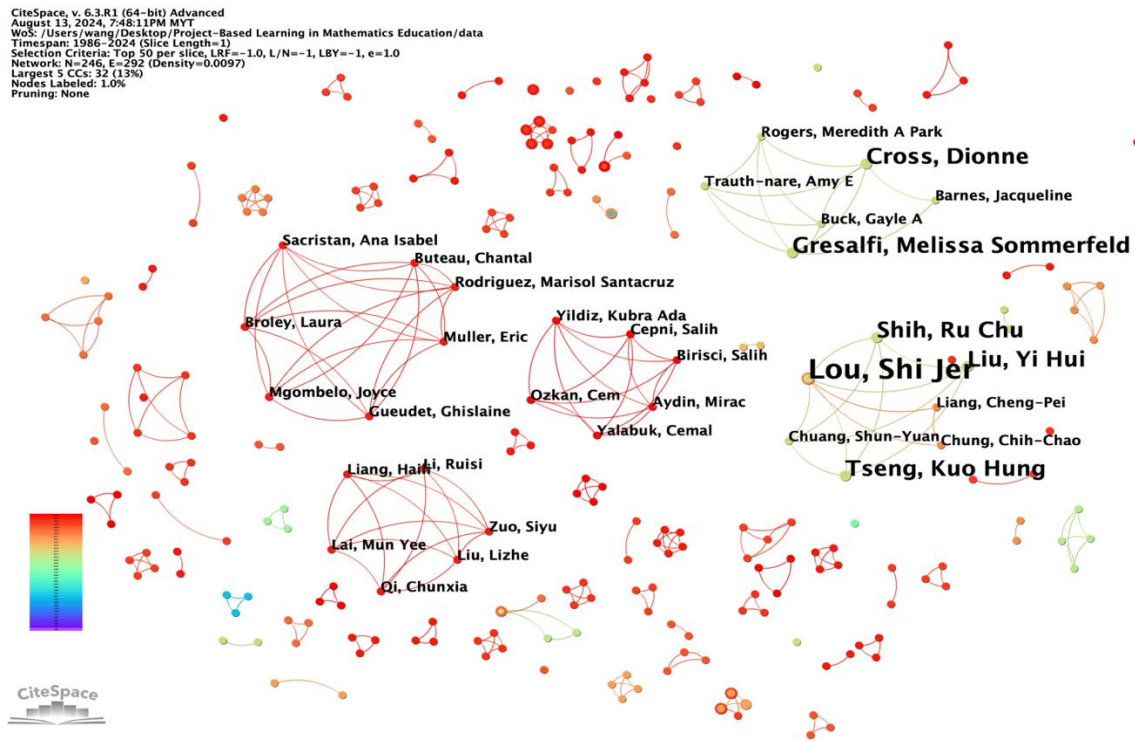 CiteSpace, v. 6.3.R1 (64-bit) Advanced
August 13, 2024, 7:48:11PM MYT
WoS: /Users/wang/Desktop/Project-Based Learning in Mathematics Education/data
Timespan: 1986-2024 (Slice Length=1)
Selection Criteria: Top 50 per slice, LRF=-1.0, L/N=-1, LBY=-1, e=1.0
Network: N=246, E=292 (Density=0.0097)
Largest 5 CCs: 32 (13%)
Nodes Labeled: 1.0%
Pruning: None
Rogers, Meredith A Park
Cross, Dionne
Trauth-nare, Amy E
Barnes, Jacqueline
Buck, Gayle A
Gresalfi, Melissa Sommerfeld
Sacristan, Ana Isabel
Buteau, Chantal
Rodriguez, Marisol Santacruz
Broley, Laura
Muller, Eric
Mgombelo, Joyce
Gueudet, Ghislaine
Yildiz, Kubra Ada
Cepni, Salih
Birisci, Salih
Ozkan, Cem
Aydin, Mirac
Yalabuk, Cemal
Shih, Ru Chu
Liu, Yi Hui
Lou, Shi Jer
Liang, Cheng-Pei
Chuang, Shun-Yuan
Chung, Chih-Chao
Tseng, Kuo Hung
Liang, Haili
Li, Ruisi
Zuo, Siyu
Lai, Mun Yee
Liu, Lizhe
Qi, Chunxia
CiteSpace